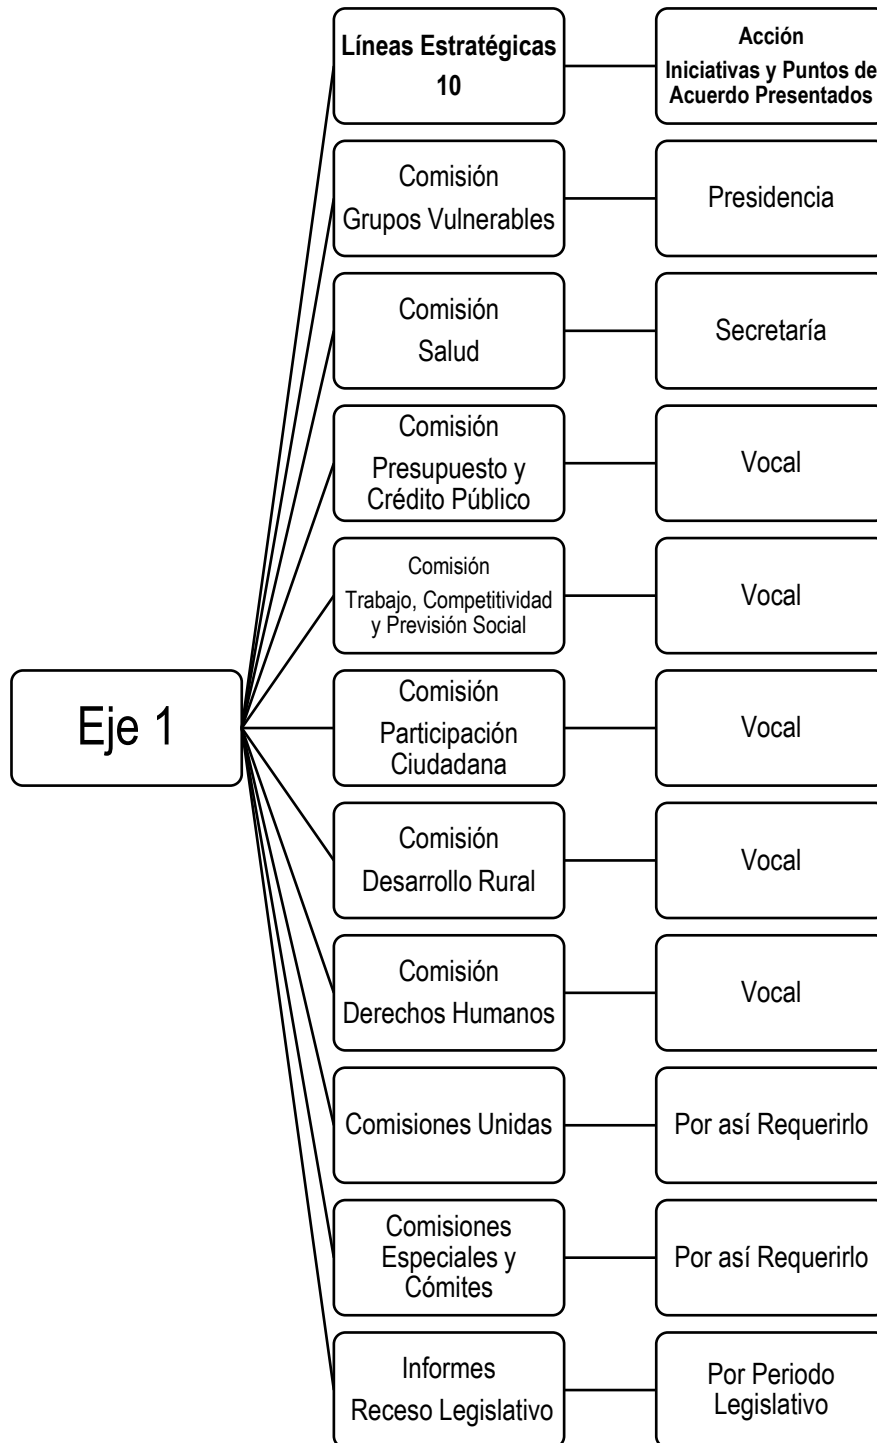 Líneas Estratégicas
10
Acción
Iniciativas y Puntos de
Acuerdo Presentados
Comisión
Grupos Vulnerables
Presidencia
Comisión
Salud
Secretaría
Comisión
Presupuesto y
Crédito Público
Vocal
Comisión
Trabajo, Competitividad
y Previsión Social
Vocal
Eje 1
Comisión
Participación
Ciudadana
Vocal
Comisión
Desarrollo Rural
Vocal
Comisión
Derechos Humanos
Vocal
Comisiones Unidas
Por así Requerirlo
Comisiones
Especiales y
Cómites
Por así Requerirlo
Informes
Receso Legislativo
Por Periodo
Legislativo